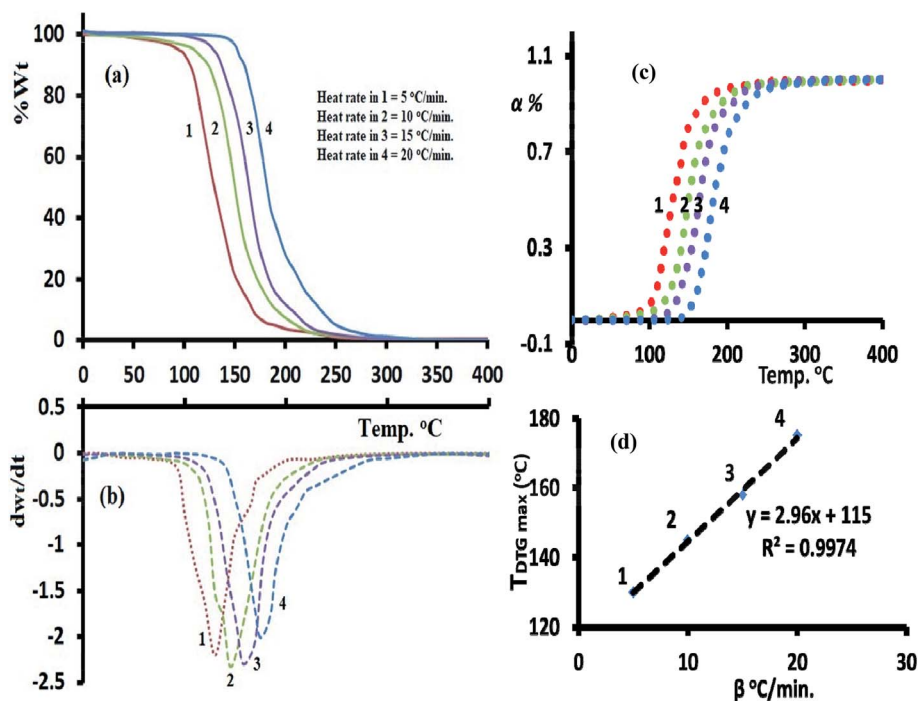 (a)
%Wt
100
80
60
40
20
0
0 50 100 150 200 250 300 350 400
1 2 3 4
Heat rate in 1 = 5 °C/min.
Heat rate in 2 = 10 °C/min.
Heat rate in 3 = 15 °C/min.
Heat rate in 4 = 20 °C/min.
(c)
α %
1.1
0.7
0.3
-0.1
1 2 3 4
0 100 200 300 400
Temp. °C
0 100 200 300 400
Temp. °C
(b)
dwt/dt
0.5
0
-0.5
-1
-1.5
-2
-2.5
1
2
3
4
(d)
TDTG max (°C)
180
160
140
120
1
2
3
4
y = 2.96x + 115
R² = 0.9974
0 10 20 30
β °C/min.